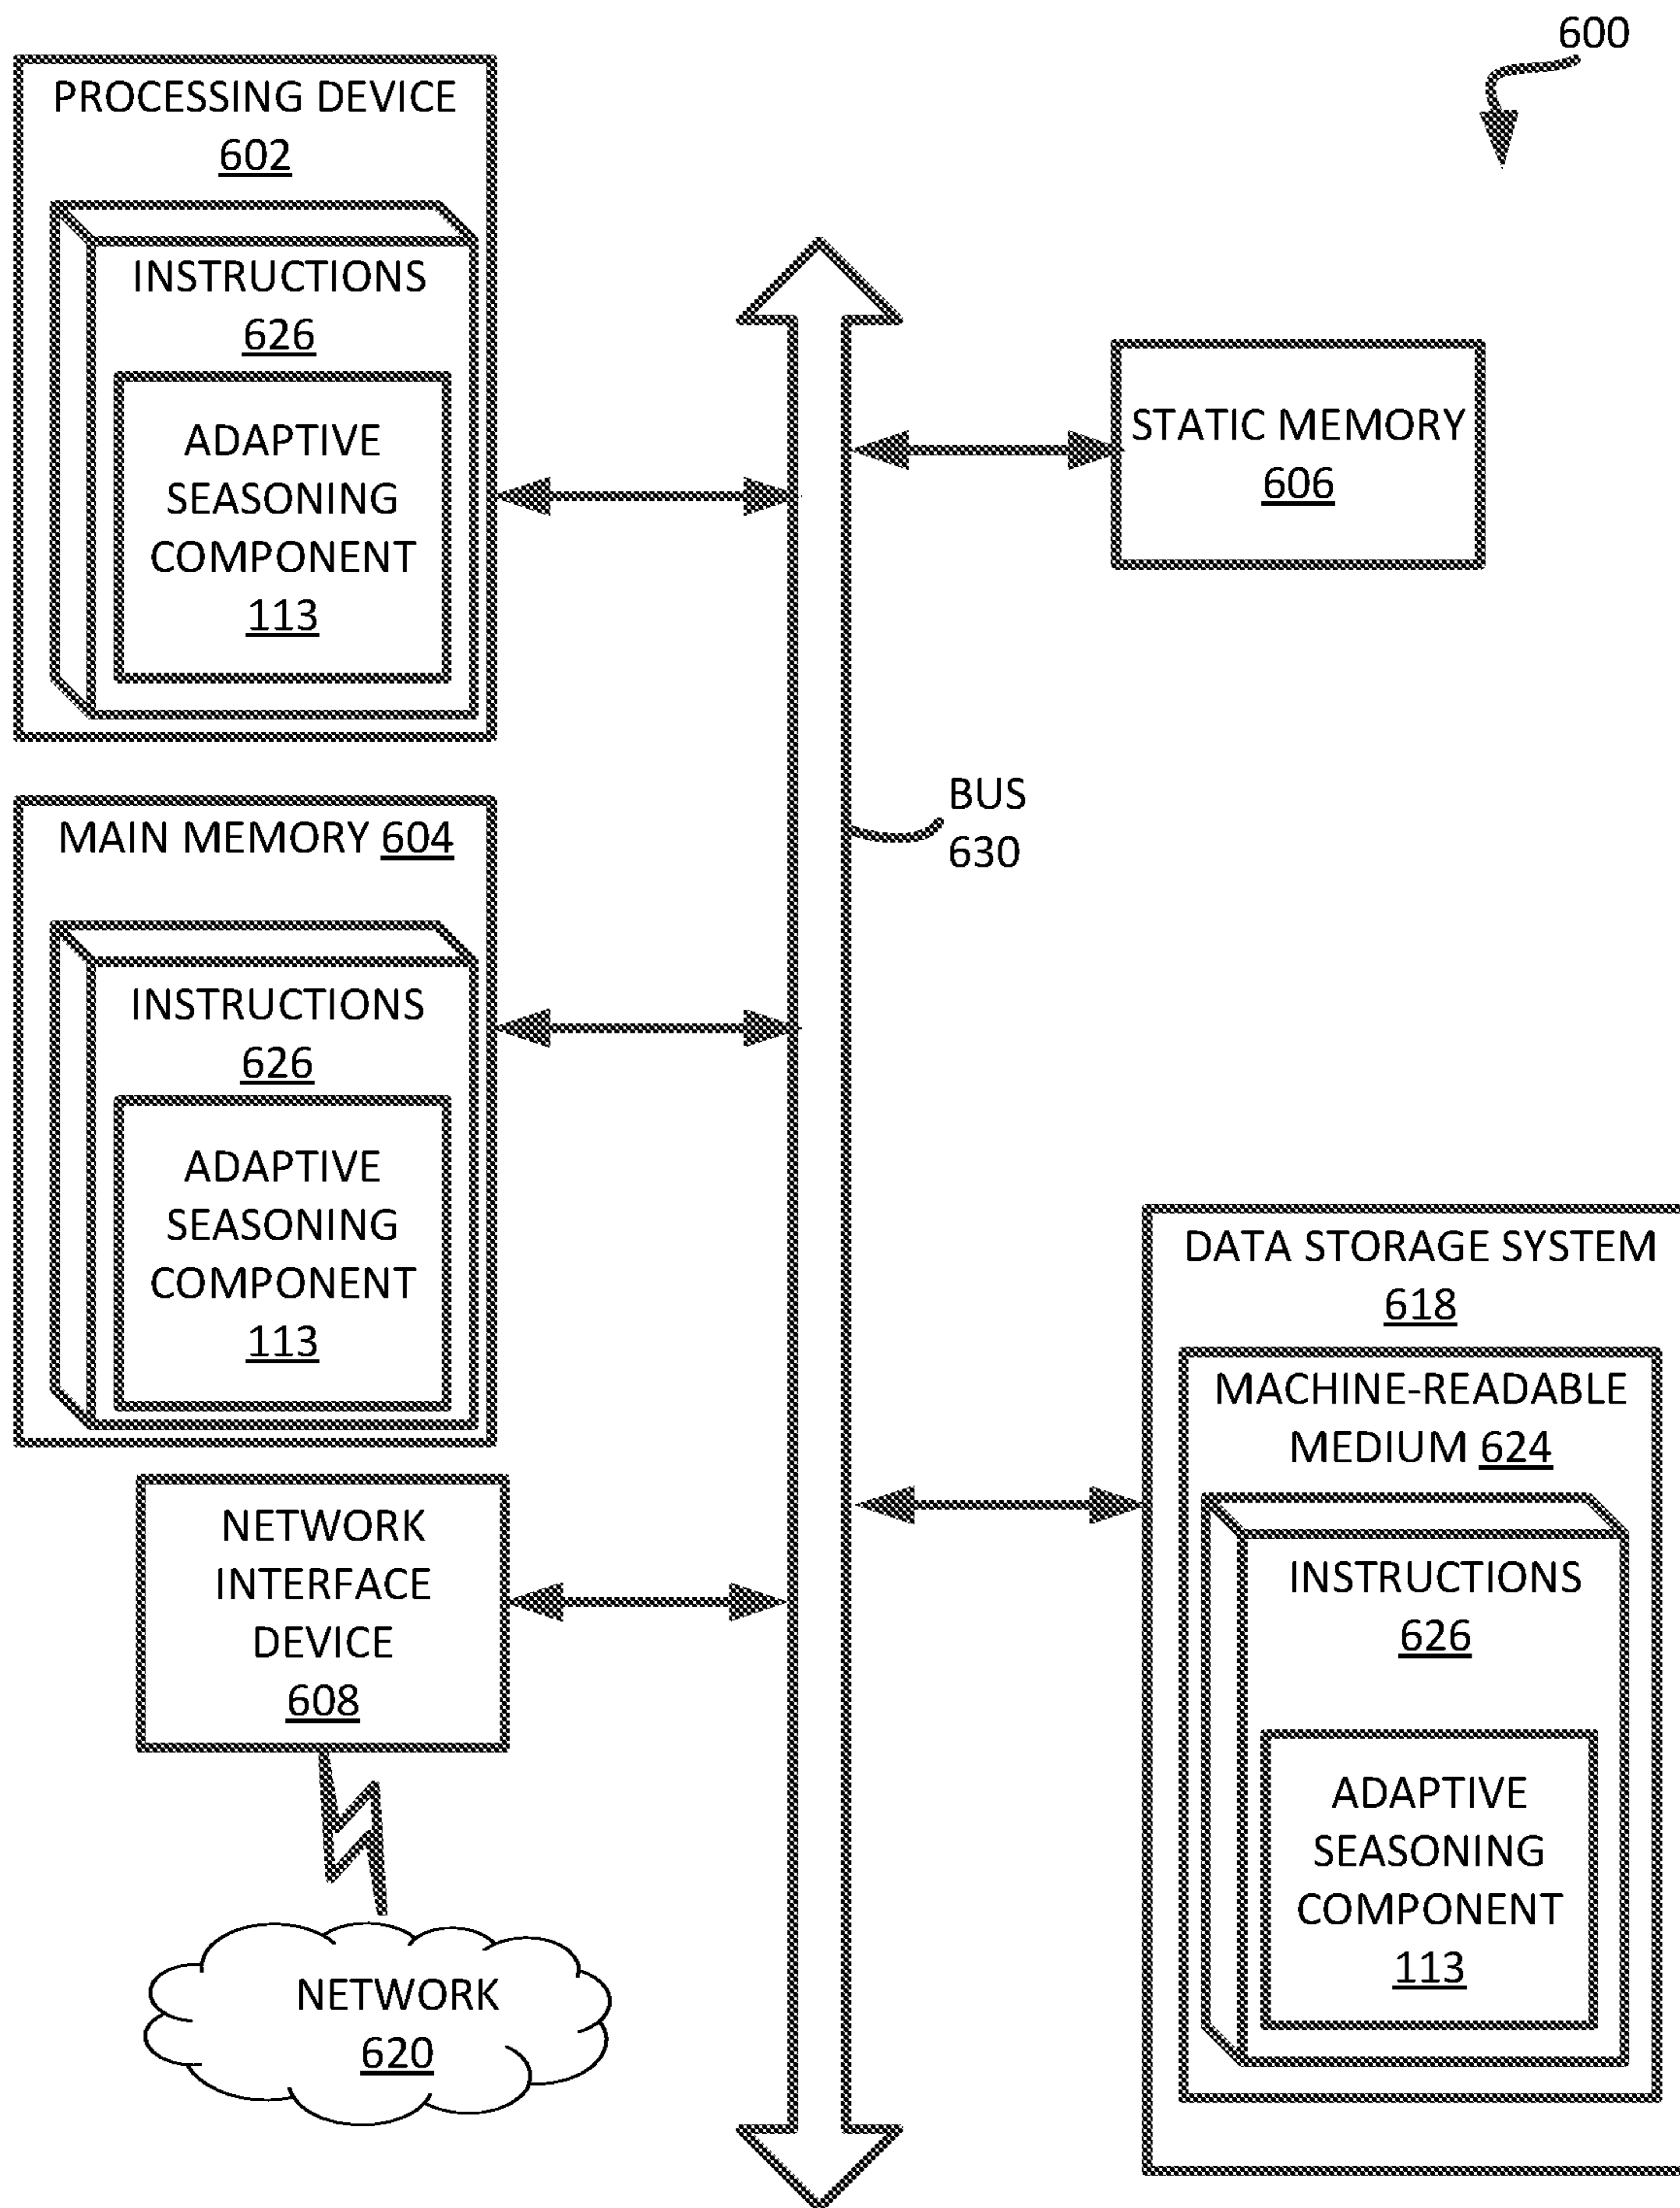 600
PROCESSING DEVICE
602
INSTRUCTIONS
626
ADAPTIVE
SEASONING
COMPONENT
113
STATIC MEMORY
606
BUS
630
MAIN MEMORY 604
INSTRUCTIONS
626
ADAPTIVE
SEASONING
COMPONENT
113
DATA STORAGE SYSTEM
618
MACHINE-READABLE
MEDIUM 624
INSTRUCTIONS
626
ADAPTIVE
SEASONING
COMPONENT
113
NETWORK
INTERFACE
DEVICE
608
NETWORK
620